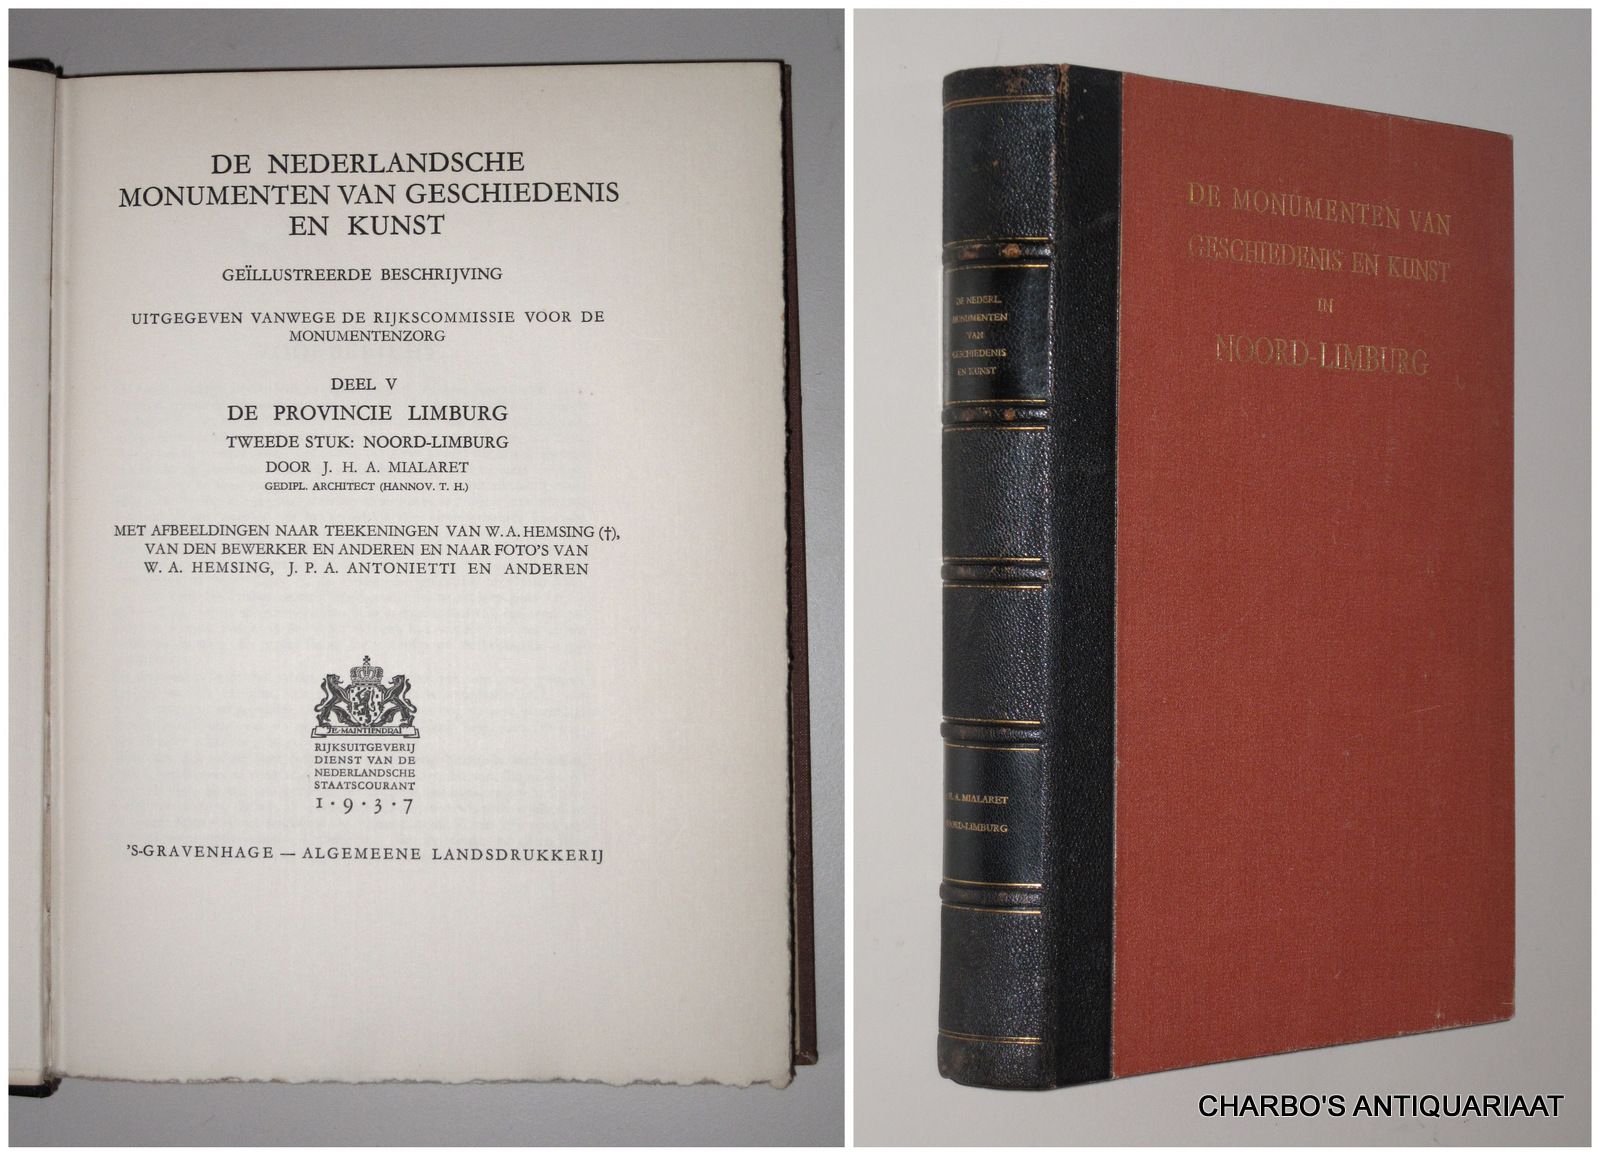 DE NEDERLANDSCHE
MONUMENTEN VAN GESCHIEDENIS
EN KUNST
GEÏLLUSTREERDE BESCHRIJVING
UITGEGEVEN VANWEGE DE RIJKSCOMMISSIE VOOR DE
MONUMENTENZORG
DEEL V
DE PROVINCIE LIMBURG
TWEEDE STUK: NOORD-LIMBURG
DOOR J. H. A. MIALARET
GEDIPL. ARCHITECT (HANNOV. T. H.)
MET AFBEELDINGEN NAAR TEEKENINGEN VAN W. A. HEMSING (†),
VAN DEN BEWERKER EN ANDEREN EN NAAR FOTO'S VAN
W. A. HEMSING, J. P. A. ANTONIETTI EN ANDEREN
JE·MAINTIENDRAI
RIJKSUITGEVERIJ
DIENST VAN DE
NEDERLANDSCHE
STAATSCOURANT
1·9·3·7
'S-GRAVENHAGE — ALGEMEENE LANDSDRUKKERIJ
DE NEDERL.
MONUMENTEN
VAN
GESCHIEDENIS
EN KUNST
H. A. MIALARET
NOORD-LIMBURG
DE MONUMENTEN VAN
GESCHIEDENIS EN KUNST
IN
NOORD-LIMBURG
CHARBO'S ANTIQUARIAAT